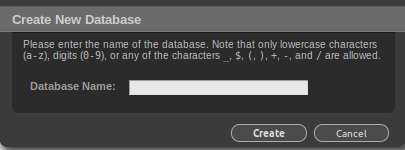 Create New Database
Please enter the name of the database. Note that only lowercase characters
(a-z), digits (0-9), or any of the characters _, $, (, ), +, -, and / are allowed.
Database Name:
Create
Cancel